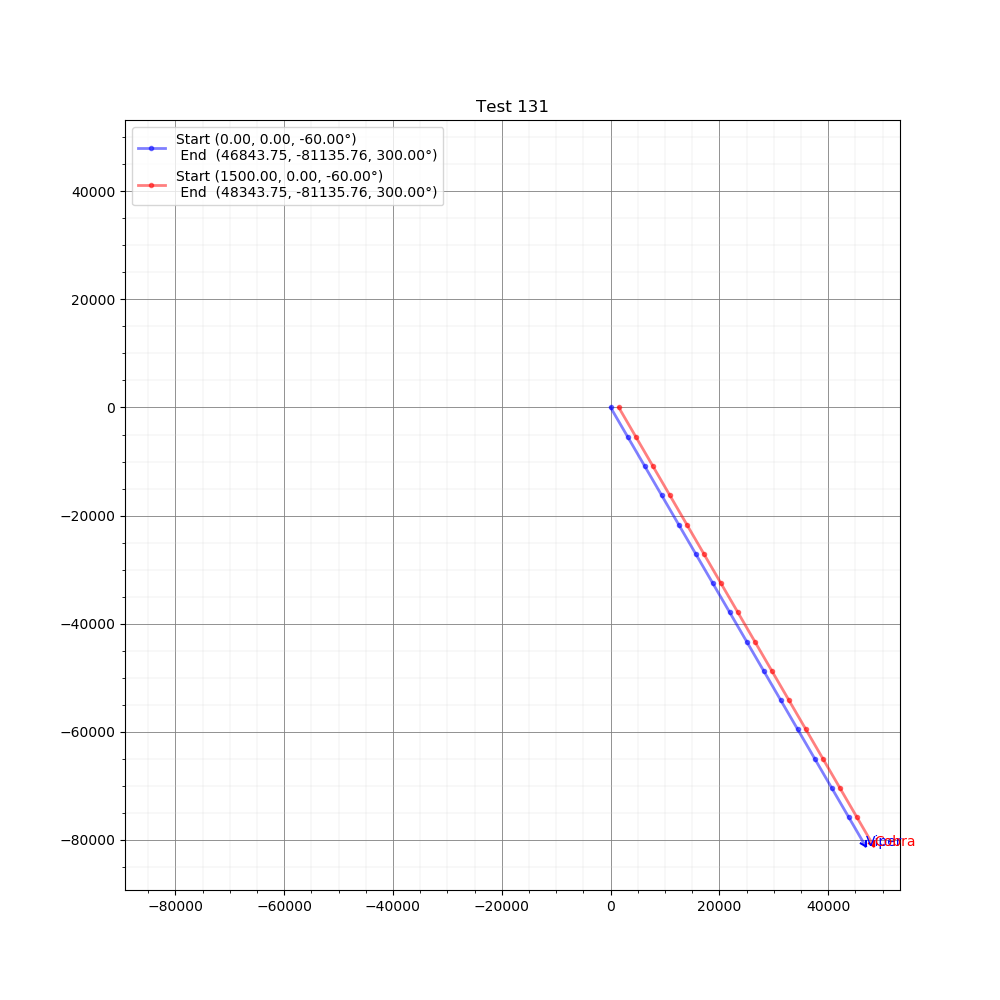 Test 131
Start (0.00, 0.00, -60.00°)
End (46843.75, -81135.76, 300.00°)
Start (1500.00, 0.00, -60.00°)
End (48343.75, -81135.76, 300.00°)
40000
20000
0
−20000
−40000
−60000
−80000
Viper
Cobra
−80000 −60000 −40000 −20000 0 20000 40000